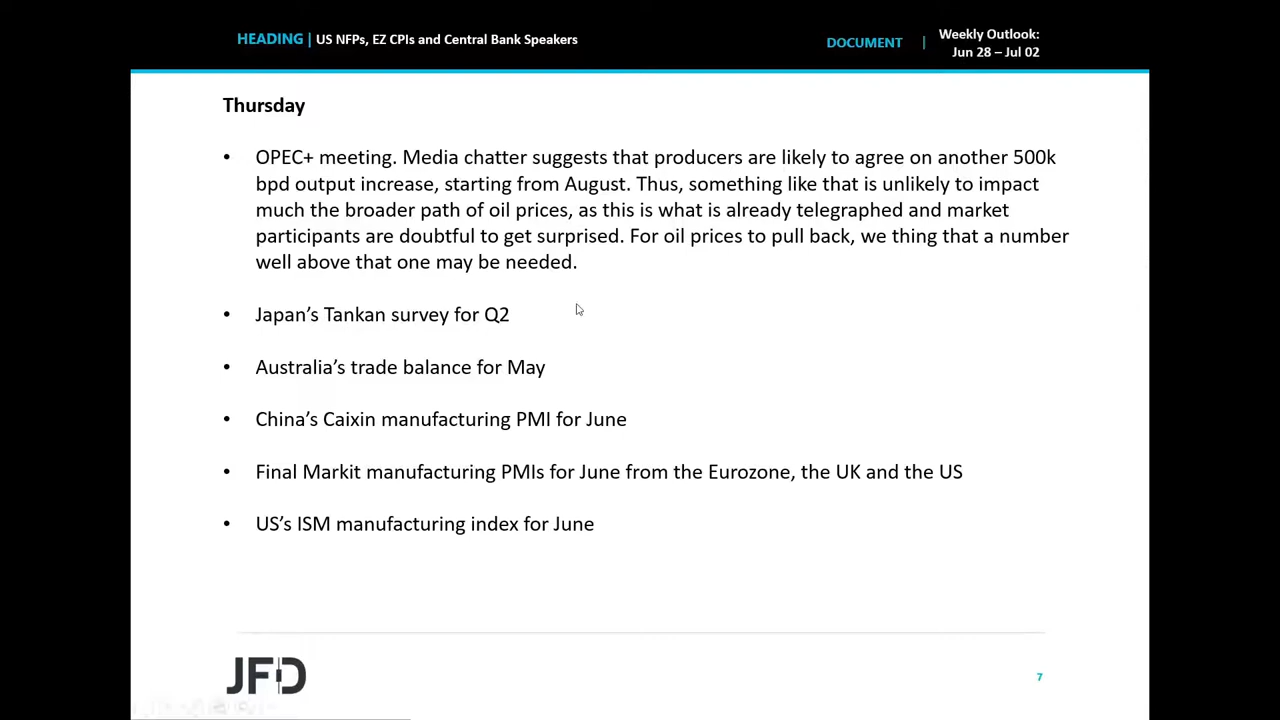 HEADING | US NFPs, EZ CPIs and Central Bank Speakers
DOCUMENT | Weekly Outlook:
Jun 28 – Jul 02
Thursday
• OPEC+ meeting. Media chatter suggests that producers are likely to agree on another 500k
bpd output increase, starting from August. Thus, something like that is unlikely to impact
much the broader path of oil prices, as this is what is already telegraphed and market
participants are doubtful to get surprised. For oil prices to pull back, we thing that a number
well above that one may be needed.
• Japan’s Tankan survey for Q2
• Australia’s trade balance for May
• China’s Caixin manufacturing PMI for June
• Final Markit manufacturing PMIs for June from the Eurozone, the UK and the US
• US’s ISM manufacturing index for June
JFD
7